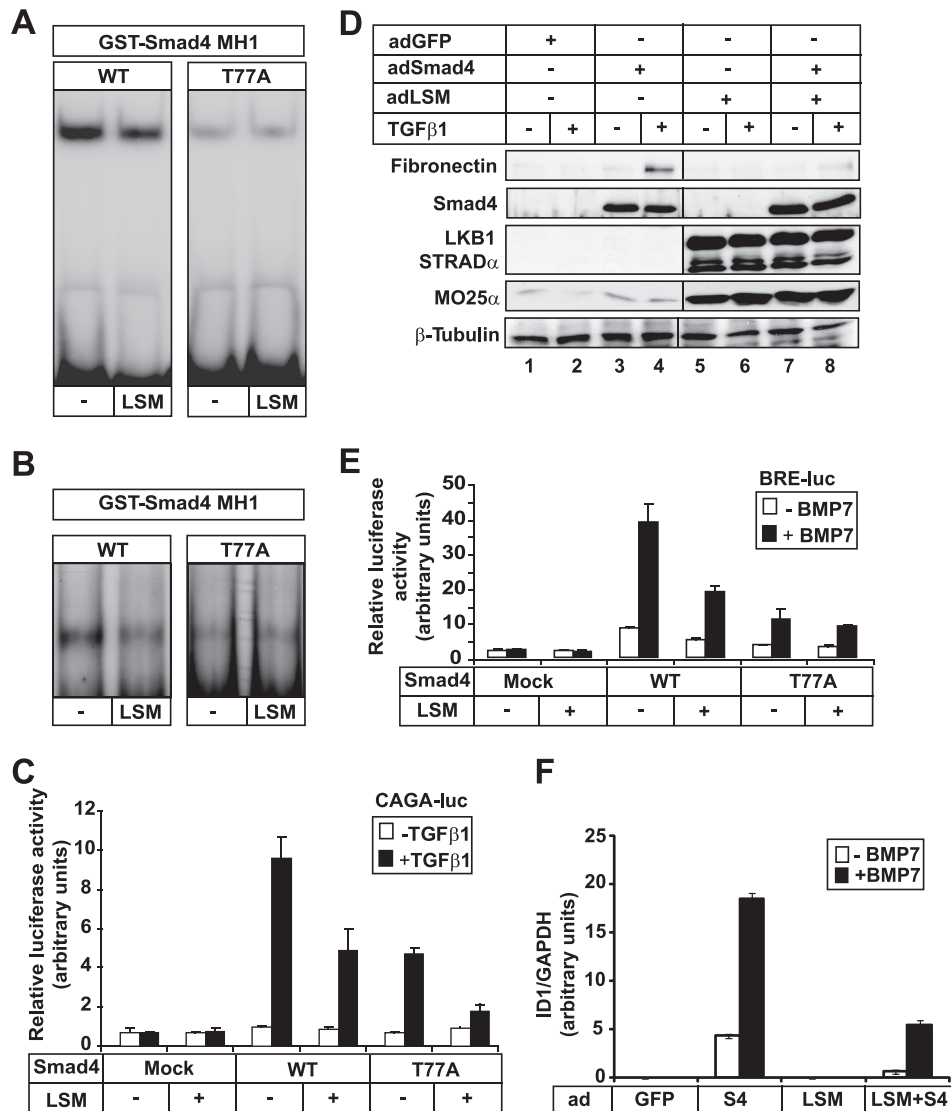 A
GST-Smad4 MH1
WT T77A
- LSM - LSM
B
GST-Smad4 MH1
WT T77A
- LSM - LSM
C
CAGA-luc
-TGFβ1
+TGFβ1
Relative luciferase activity
(arbitrary units)
12
10
8
6
4
2
0
Smad4 Mock WT T77A
LSM - + - + - +
D
adGFP + - - -
adSmad4 - + - +
adLSM - - + +
TGFβ1 - + - + - + - +
Fibronectin
Smad4
LKB1
STRADα
MO25α
β-Tubulin
1 2 3 4 5 6 7 8
E
BRE-luc
- BMP7
+ BMP7
Relative luciferase
activity
(arbitrary units)
50
40
30
20
10
0
Smad4 Mock WT T77A
LSM - + - + - +
F
- BMP7
+BMP7
ID1/GAPDH
(arbitrary units)
25
20
15
10
5
0
ad GFP S4 LSM LSM+S4